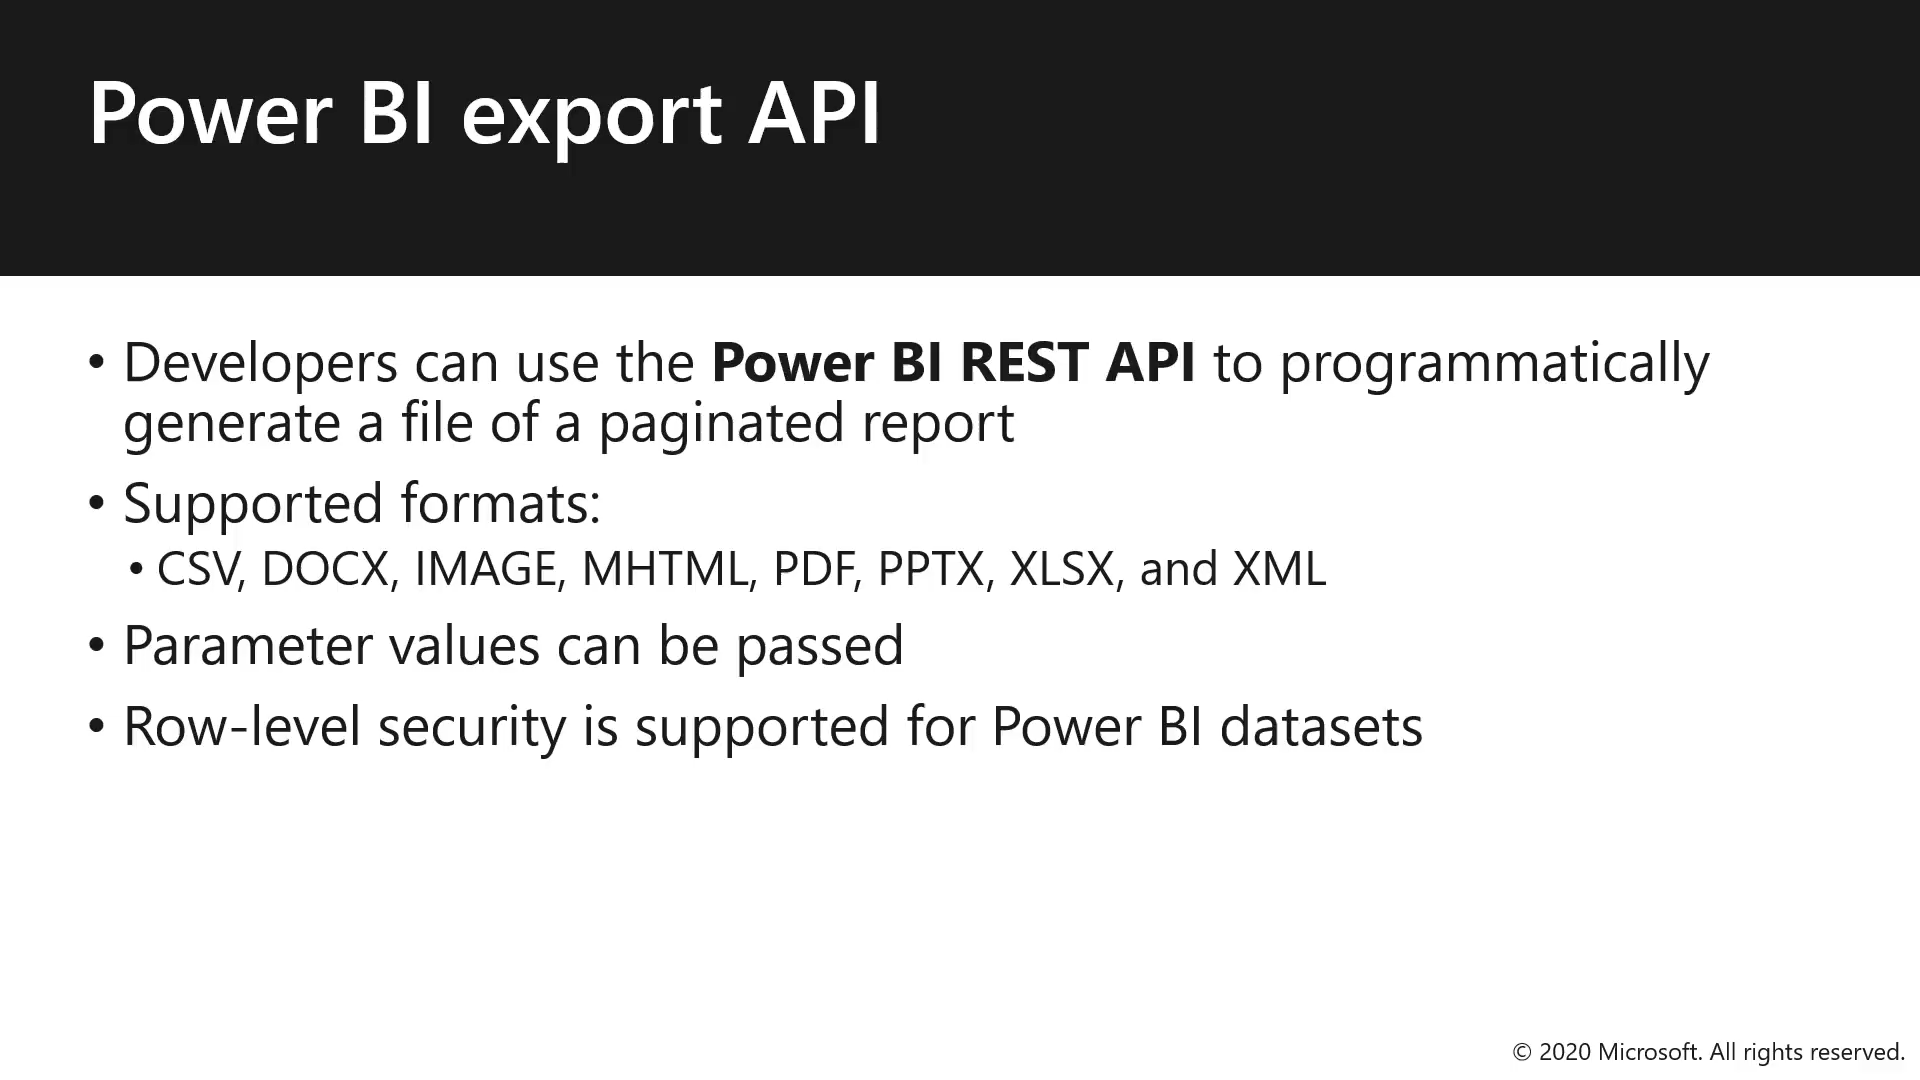 Power BI export API
• Developers can use the Power BI REST API to programmatically
generate a file of a paginated report
• Supported formats:
• CSV, DOCX, IMAGE, MHTML, PDF, PPTX, XLSX, and XML
• Parameter values can be passed
• Row-level security is supported for Power BI datasets
© 2020 Microsoft. All rights reserved.